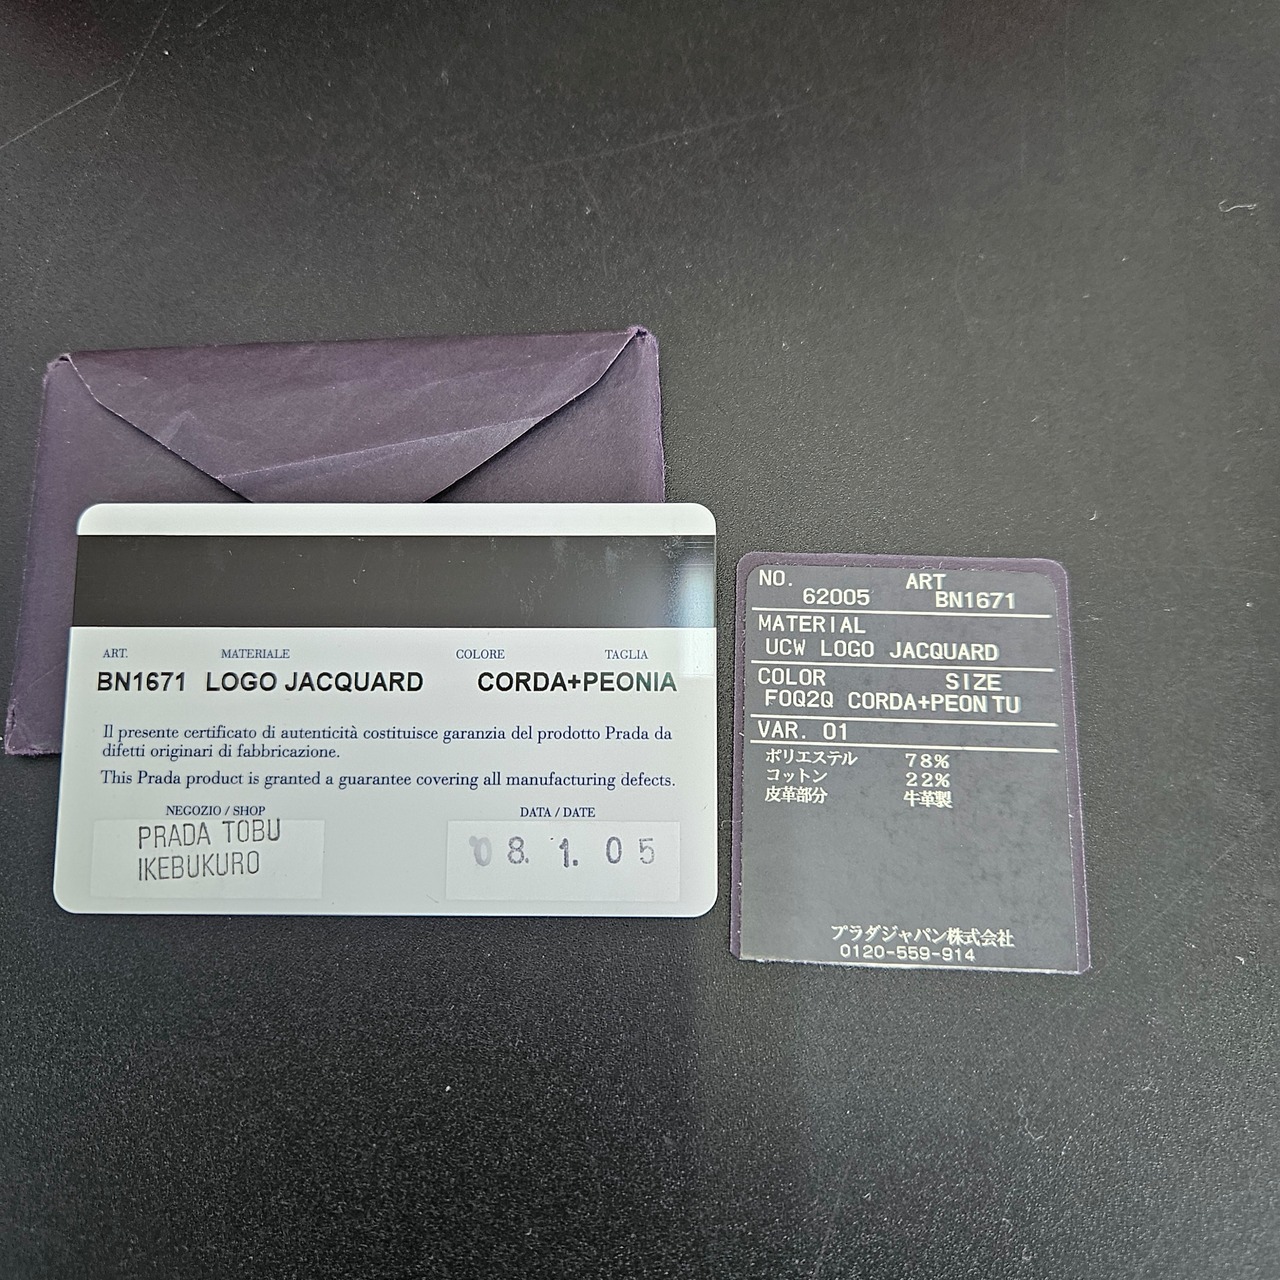 ART. MATERIALE COLORE TAGLIA
BN1671 LOGO JACQUARD CORDA+PEONIA
Il presente certificato di autenticità costituisce garanzia del prodotto Prada da
difetti originari di fabbricazione.
This Prada product is granted a guarantee covering all manufacturing defects.
NEGOZIO / SHOP DATA / DATE
PRADA TOBU
IKEBUKURO
08. 1. 05
NO. ART
62005 BN1671
MATERIAL
UCW LOGO JACQUARD
COLOR SIZE
F0Q2Q CORDA+PEON TU
VAR. 01
ポリエステル 78%
コットン 22%
皮革部分 牛革製
プラダジャパン株式会社
0120-559-914